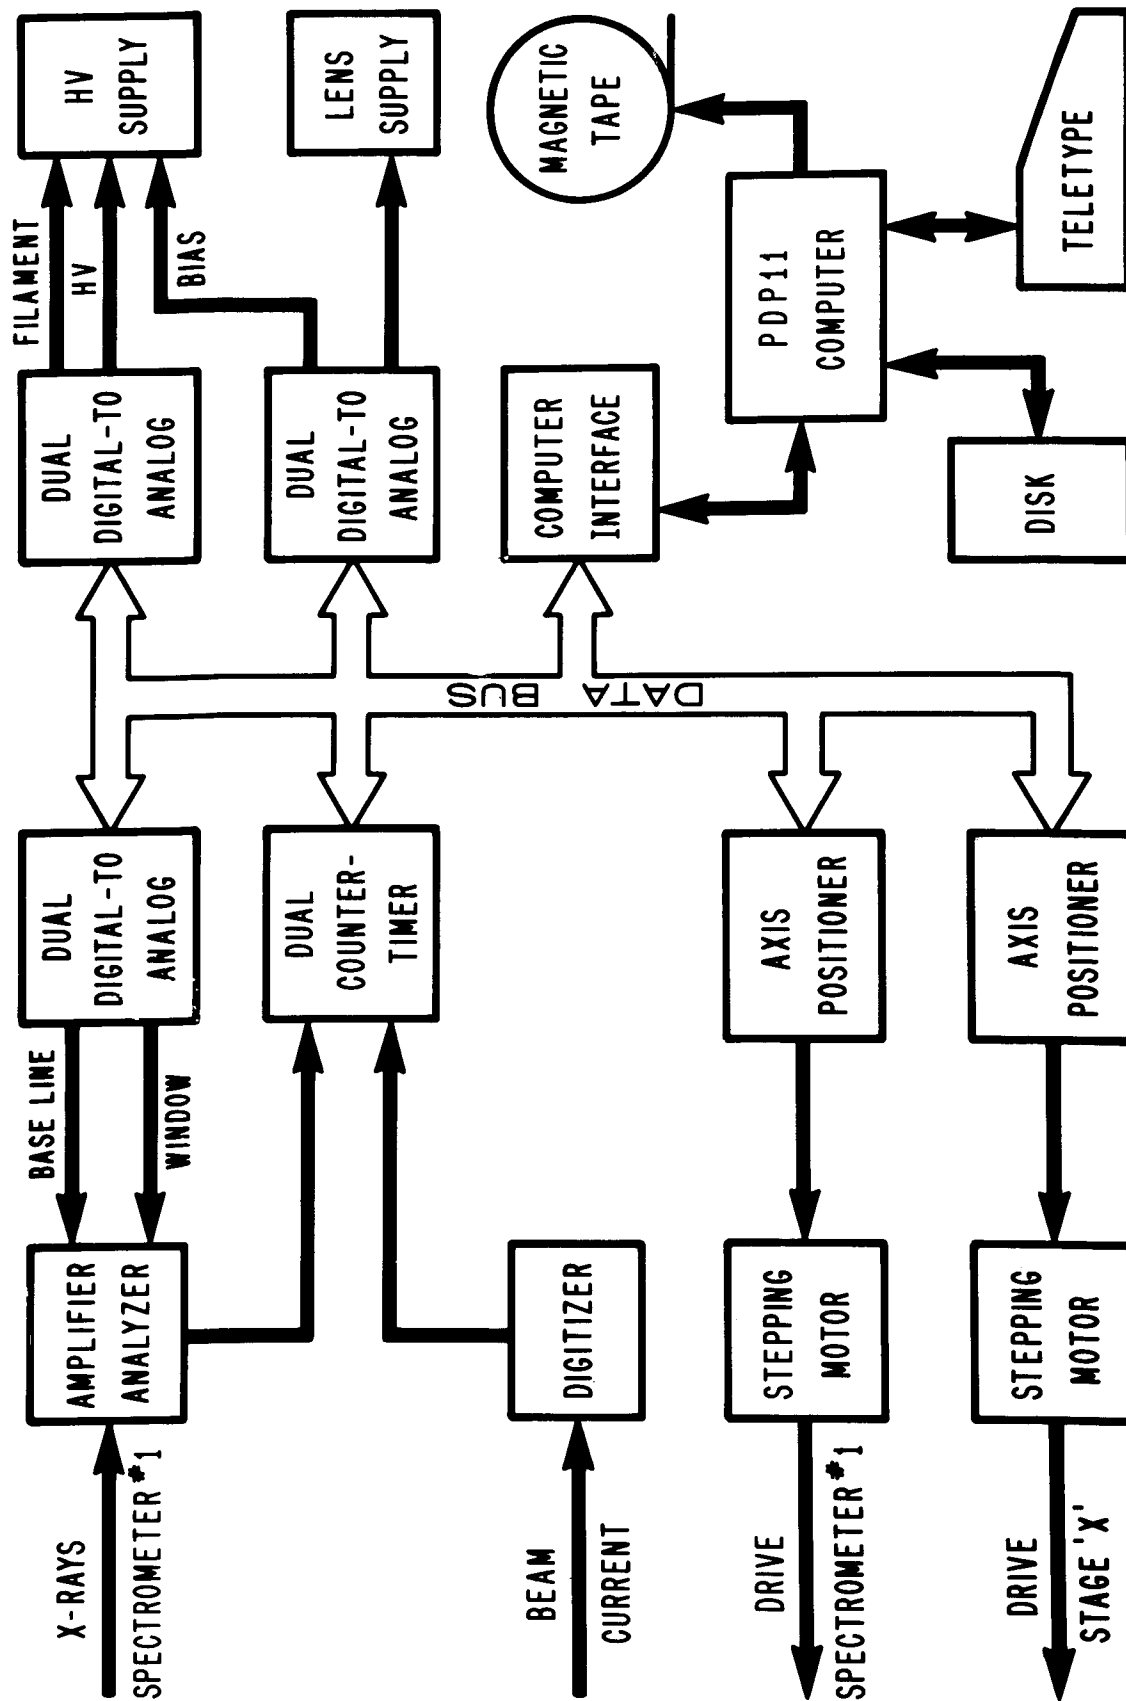 X-RAYS
SPECTROMETER #1
AMPLIFIER
ANALYZER
BASE LINE
WINDOW
DUAL
DIGITAL-TO
ANALOG
DUAL
DIGITAL-TO
ANALOG
FILAMENT
HV
BIAS
HV
SUPPLY
DUAL
COUNTER-
TIMER
DUAL
DIGITAL-TO
ANALOG
LENS
SUPPLY
BEAM
CURRENT
DIGITIZER
DATA BUS
COMPUTER
INTERFACE
MAGNETIC
TAPE
DRIVE
SPECTROMETER #1
STEPPING
MOTOR
AXIS
POSITIONER
PDP11
COMPUTER
DRIVE
STAGE 'X'
STEPPING
MOTOR
AXIS
POSITIONER
DISK
TELETYPE